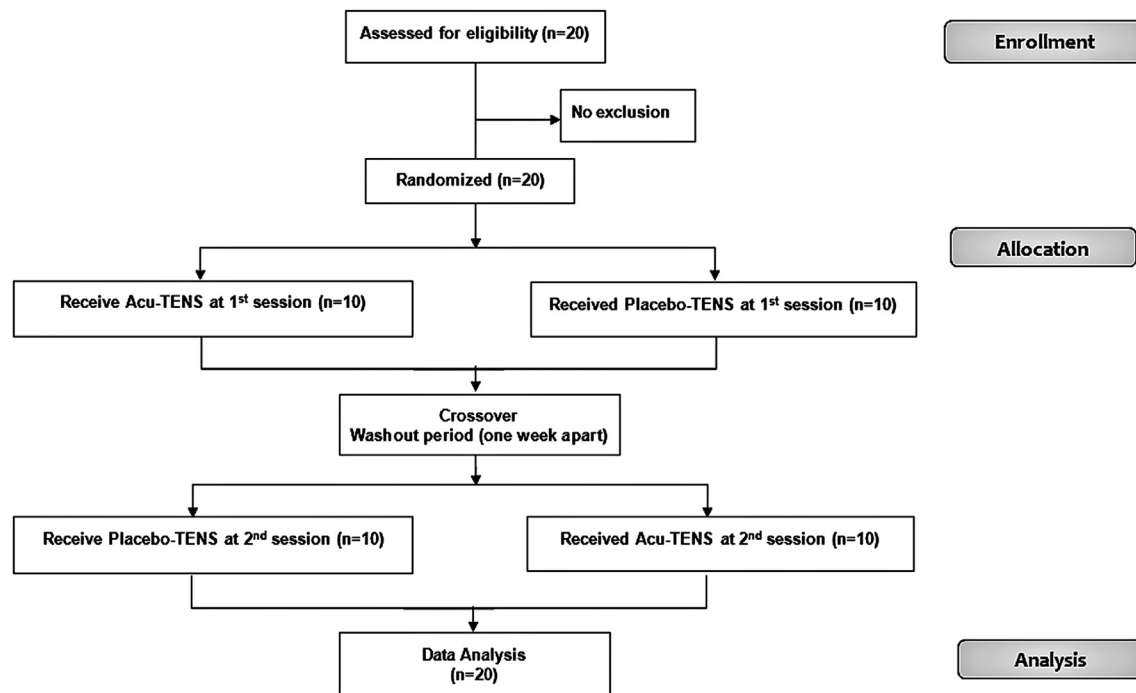 Assessed for eligibility (n=20)
Enrollment
No exclusion
Randomized (n=20)
Allocation
Receive Acu-TENS at 1st session (n=10)
Received Placebo-TENS at 1st session (n=10)
Crossover
Washout period (one week apart)
Receive Placebo-TENS at 2nd session (n=10)
Received Acu-TENS at 2nd session (n=10)
Data Analysis
(n=20)
Analysis